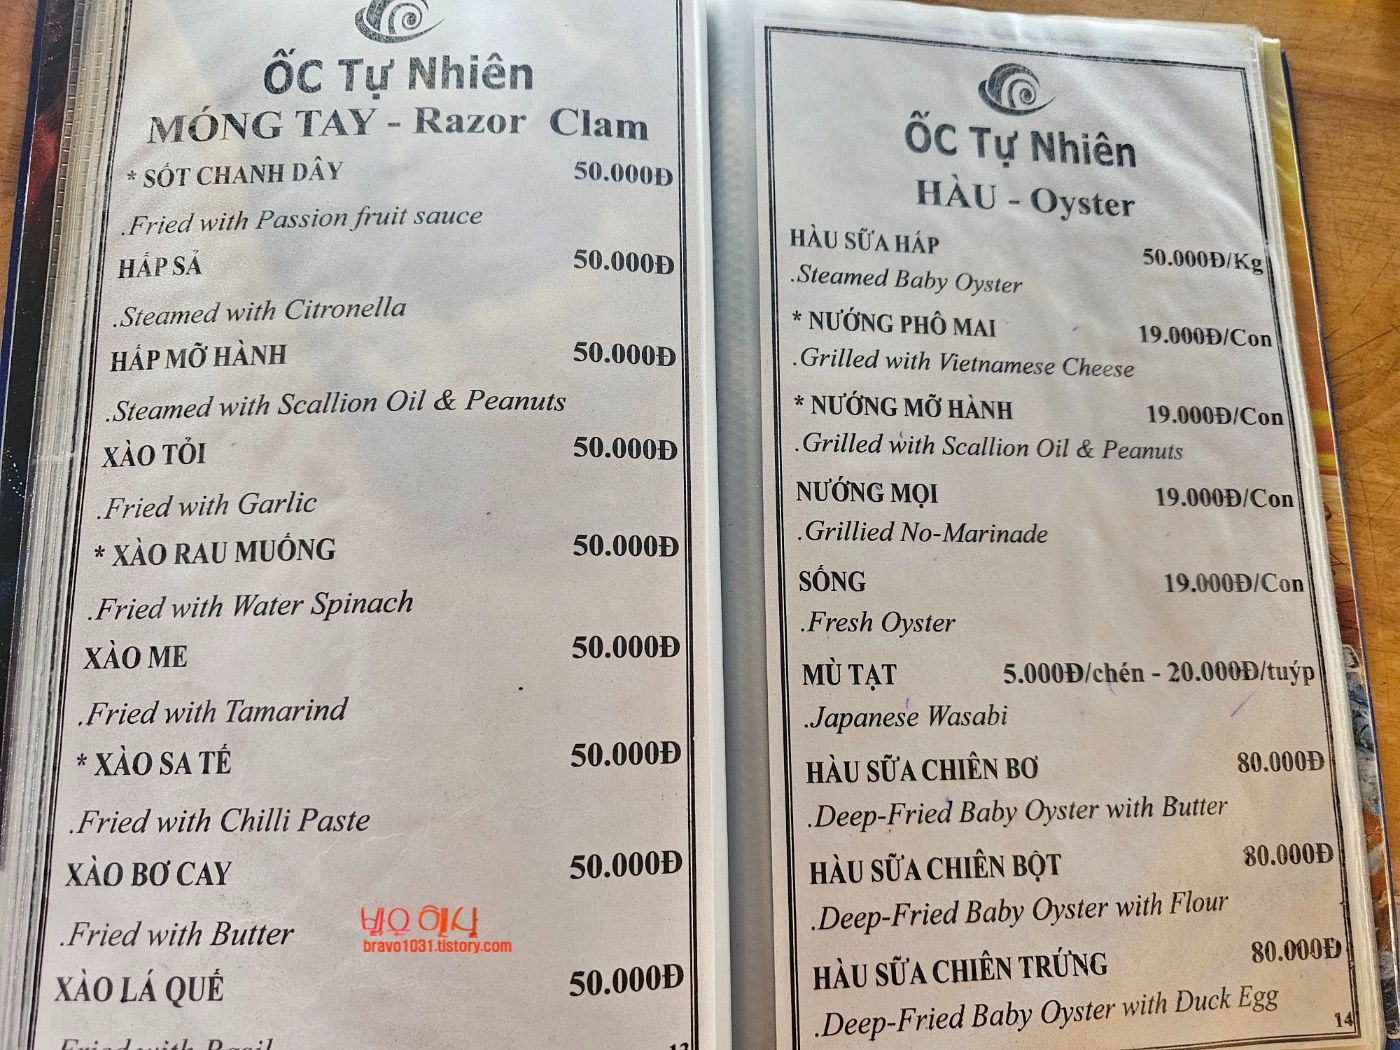 ỐC Tự Nhiên
MÓNG TAY - Razor Clam
* SÓT CHANH DÂY 50.000Đ
.Fried with Passion fruit sauce
HẤP SẢ 50.000Đ
.Steamed with Citronella
HẤP MỠ HÀNH 50.000Đ
.Steamed with Scallion Oil & Peanuts
XÀO TỎI 50.000Đ
.Fried with Garlic
* XÀO RAU MUỐNG 50.000Đ
.Fried with Water Spinach
XÀO ME 50.000Đ
.Fried with Tamarind
* XÀO SA TẾ 50.000Đ
.Fried with Chilli Paste
XÀO BƠ CAY 50.000Đ
.Fried with Butter
bravo1031.tistory.com
XÀO LÁ QUẾ 50.000Đ
Fried with Basil
13
ỐC Tự Nhiên
HÀU - Oyster
HÀU SỮA HẤP 50.000Đ/Kg
.Steamed Baby Oyster
* NƯỚNG PHÔ MAI 19.000Đ/Con
.Grilled with Vietnamese Cheese
* NƯỚNG MỠ HÀNH 19.000Đ/Con
.Grilled with Scallion Oil & Peanuts
NƯỚNG MỌI 19.000Đ/Con
.Grillied No-Marinade
SỐNG 19.000Đ/Con
.Fresh Oyster
MÙ TẠT 5.000Đ/chén - 20.000Đ/tuýp
.Japanese Wasabi
HÀU SỮA CHIÊN BƠ 80.000Đ
.Deep-Fried Baby Oyster with Butter
HÀU SỮA CHIÊN BỘT 80.000Đ
.Deep-Fried Baby Oyster with Flour
HÀU SỮA CHIÊN TRỨNG 80.000Đ
.Deep-Fried Baby Oyster with Duck Egg
14